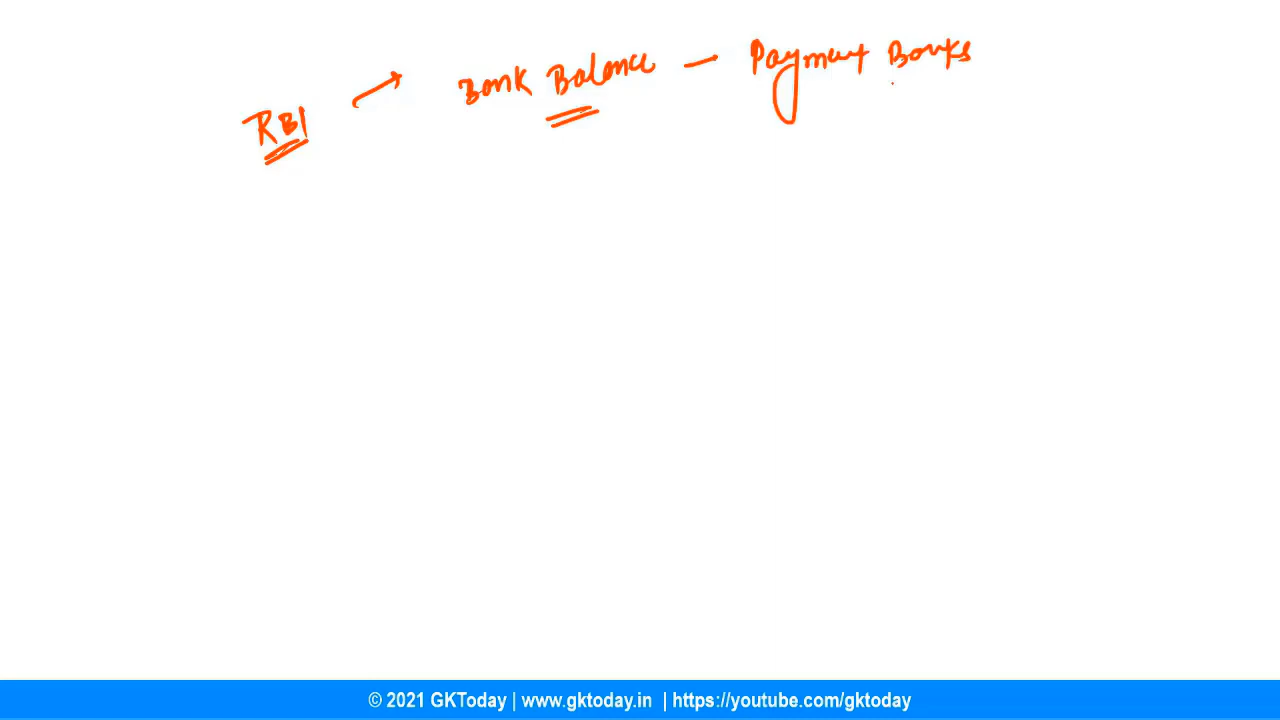 RBI → Bank Balance – Payment Banks
© 2021 GKToday | www.gktoday.in | https://youtube.com/gktoday